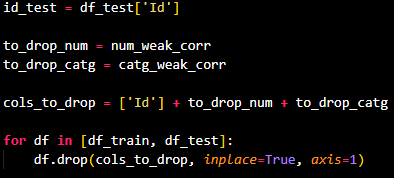 id_test = df_test['Id']
to_drop_num = num_weak_corr
to_drop_catg = catg_weak_corr
cols_to_drop = ['Id'] + to_drop_num + to_drop_catg
for df in [df_train, df_test]:
    df.drop(cols_to_drop, inplace=True, axis=1)